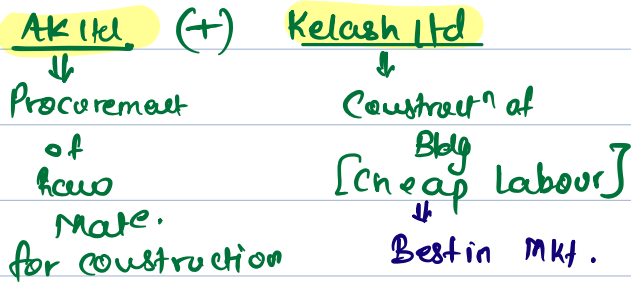 AK ltd (+) Kelash ltd
⇓ ⇓
Procurement Construct^n of
of Bldg
raw [Cheap Labour]
Mate. ⇓
for construction Best in Mkt.